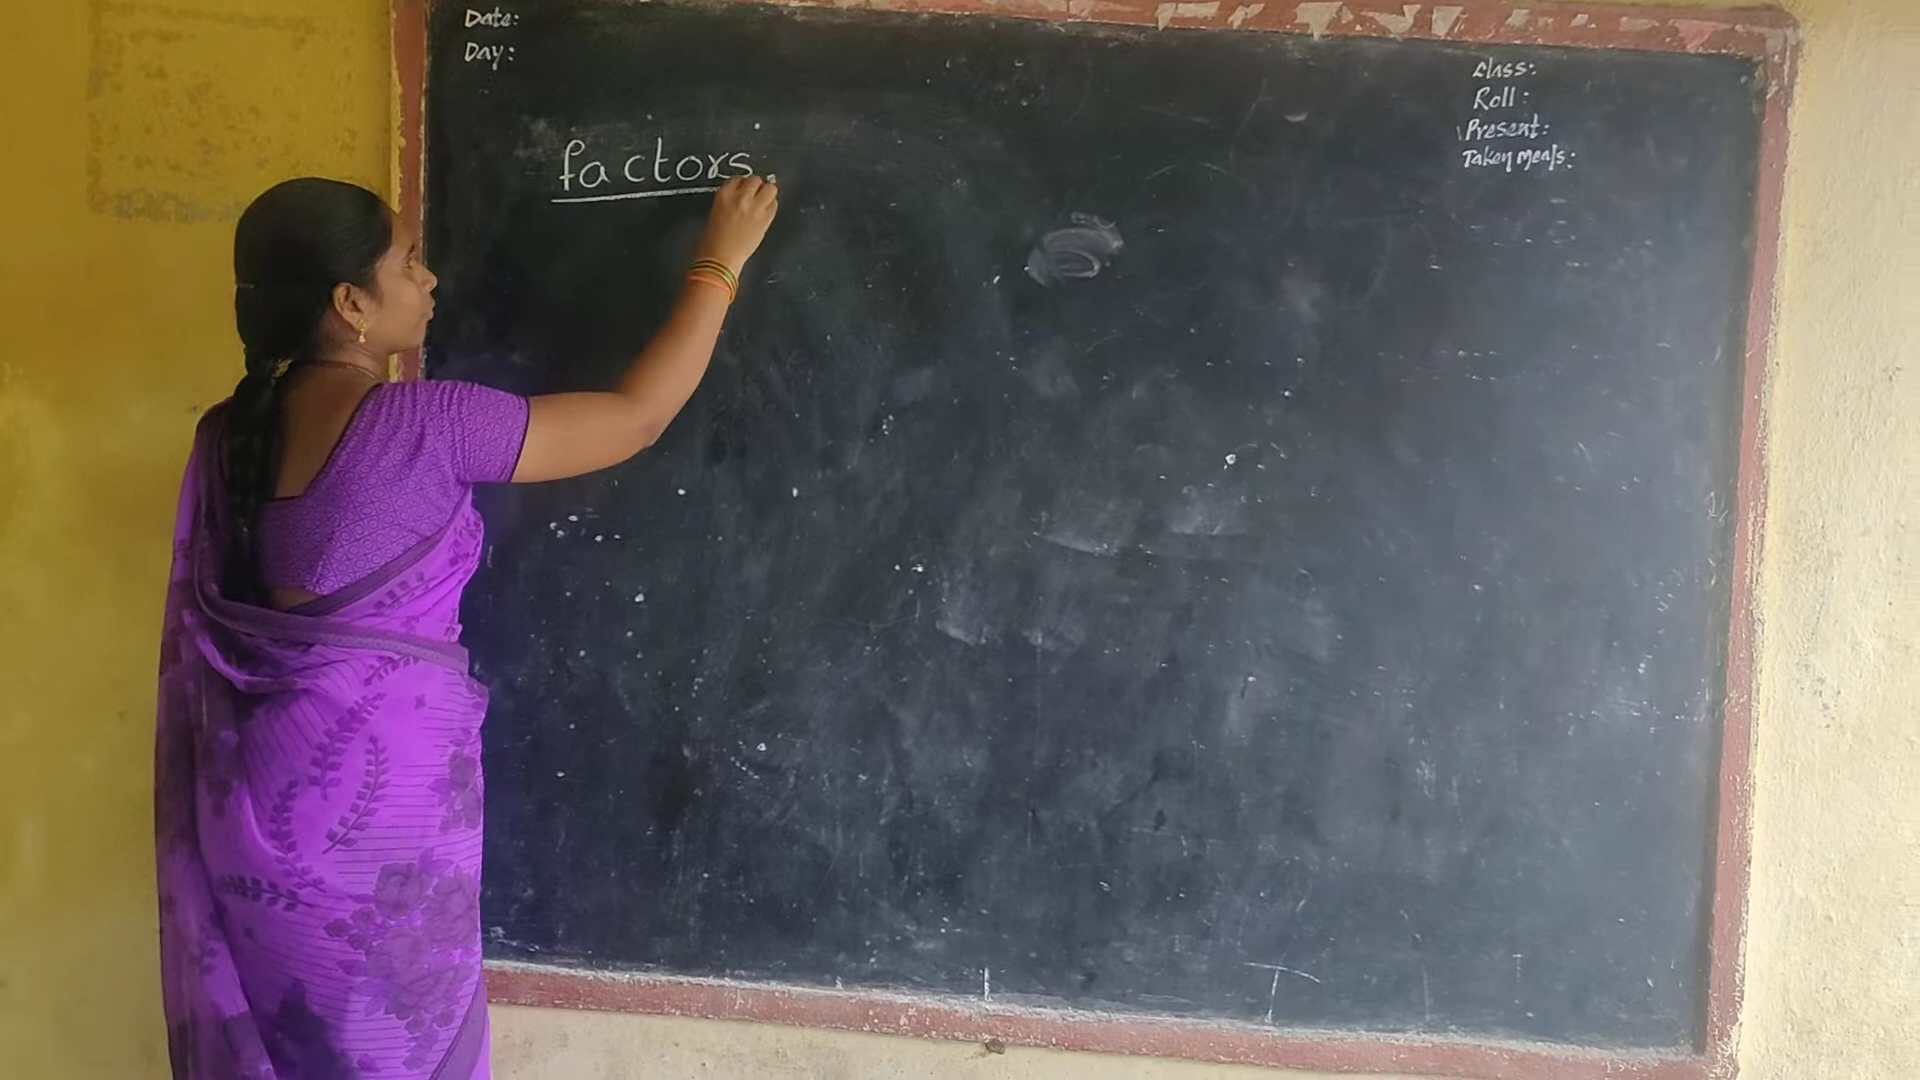 Date:
Day:
Class:
Roll:
Present:
Taken Meals:
factors